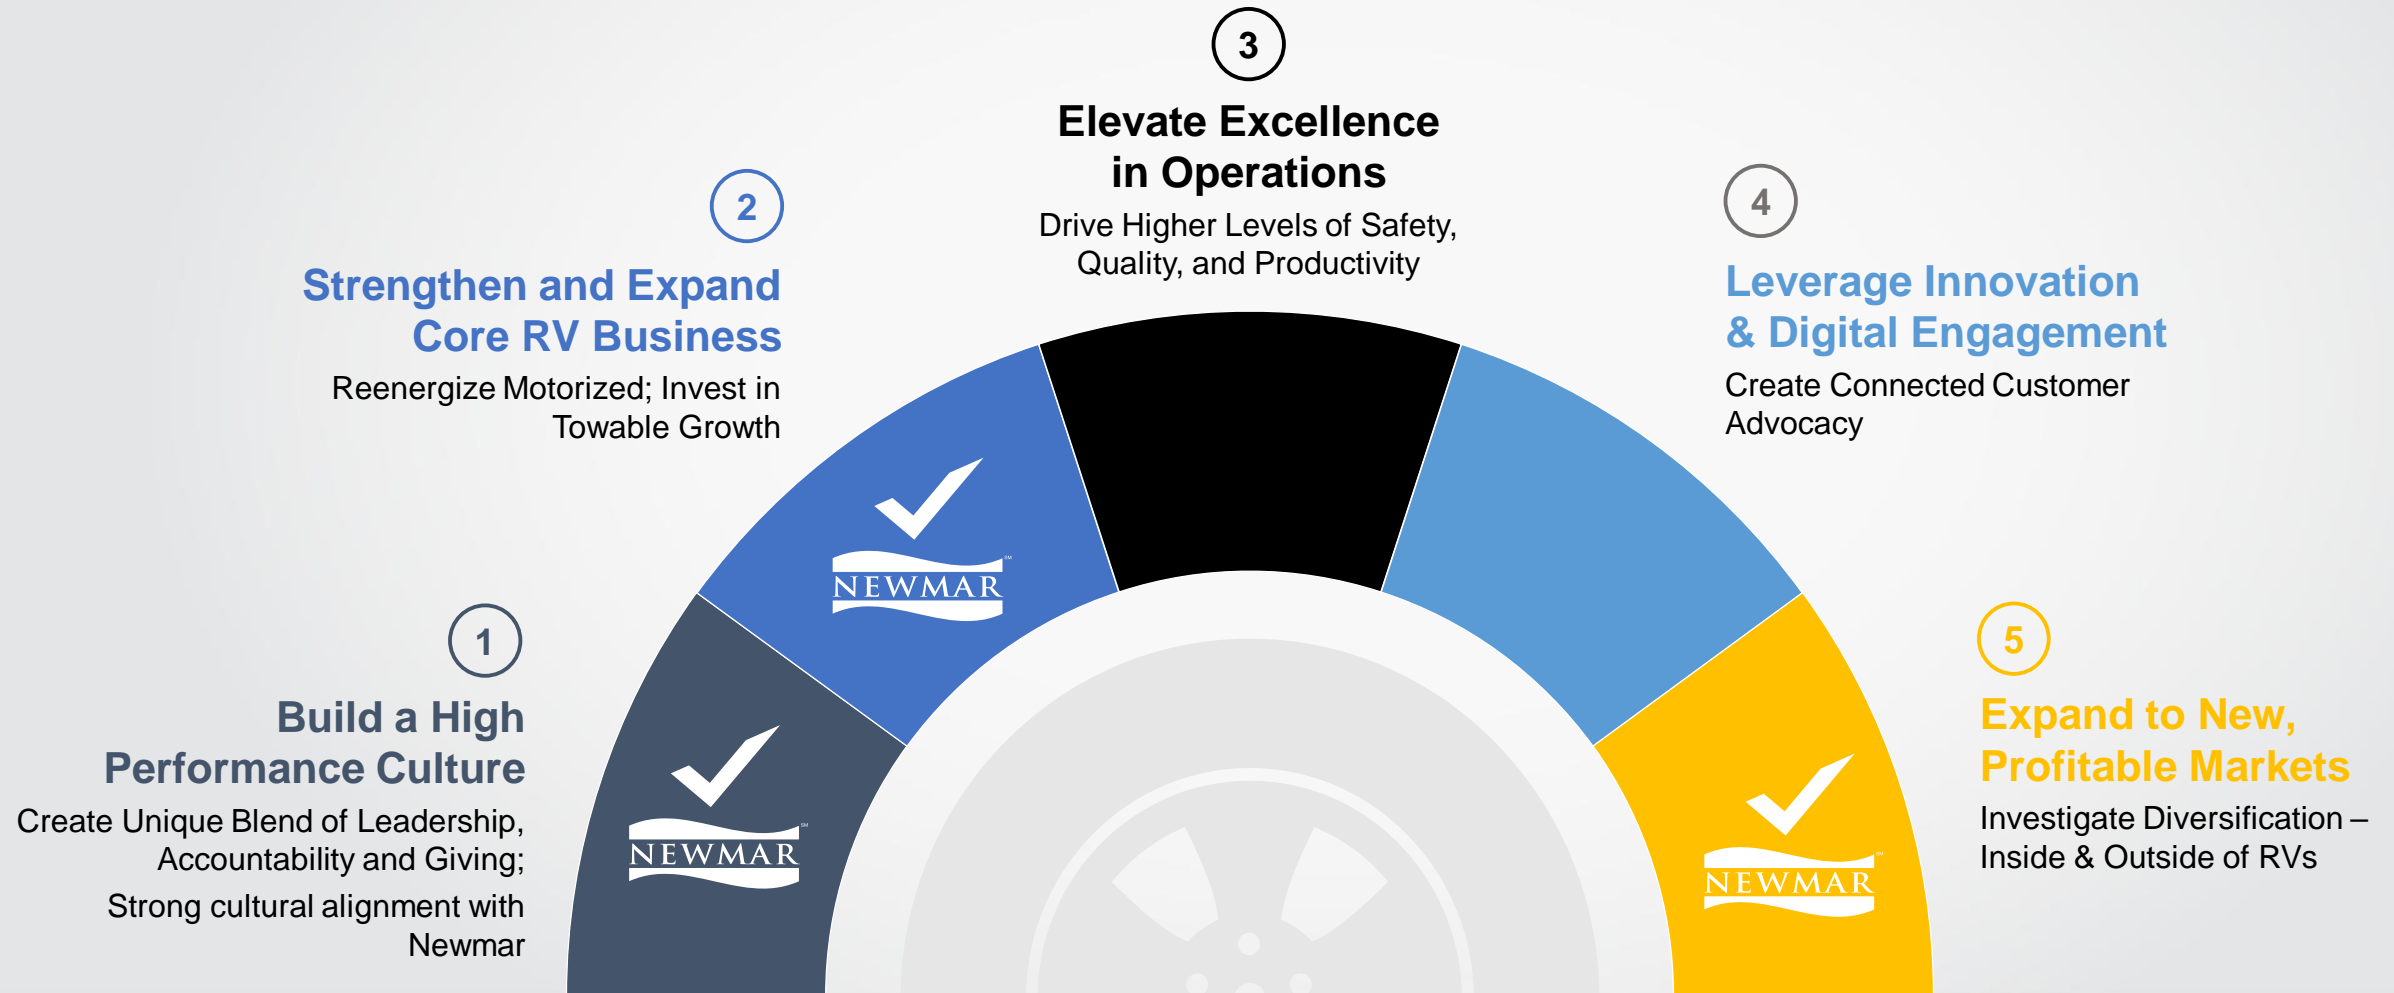 1
Build a High
Performance Culture
Create Unique Blend of Leadership,
Accountability and Giving;
Strong cultural alignment with
Newmar
2
Strengthen and Expand
Core RV Business
Reenergize Motorized; Invest in
Towable Growth
3
Elevate Excellence
in Operations
Drive Higher Levels of Safety,
Quality, and Productivity
4
Leverage Innovation
& Digital Engagement
Create Connected Customer
Advocacy
5
Expand to New,
Profitable Markets
Investigate Diversification –
Inside & Outside of RVs
NEWMAR℠
NEWMAR℠
NEWMAR℠